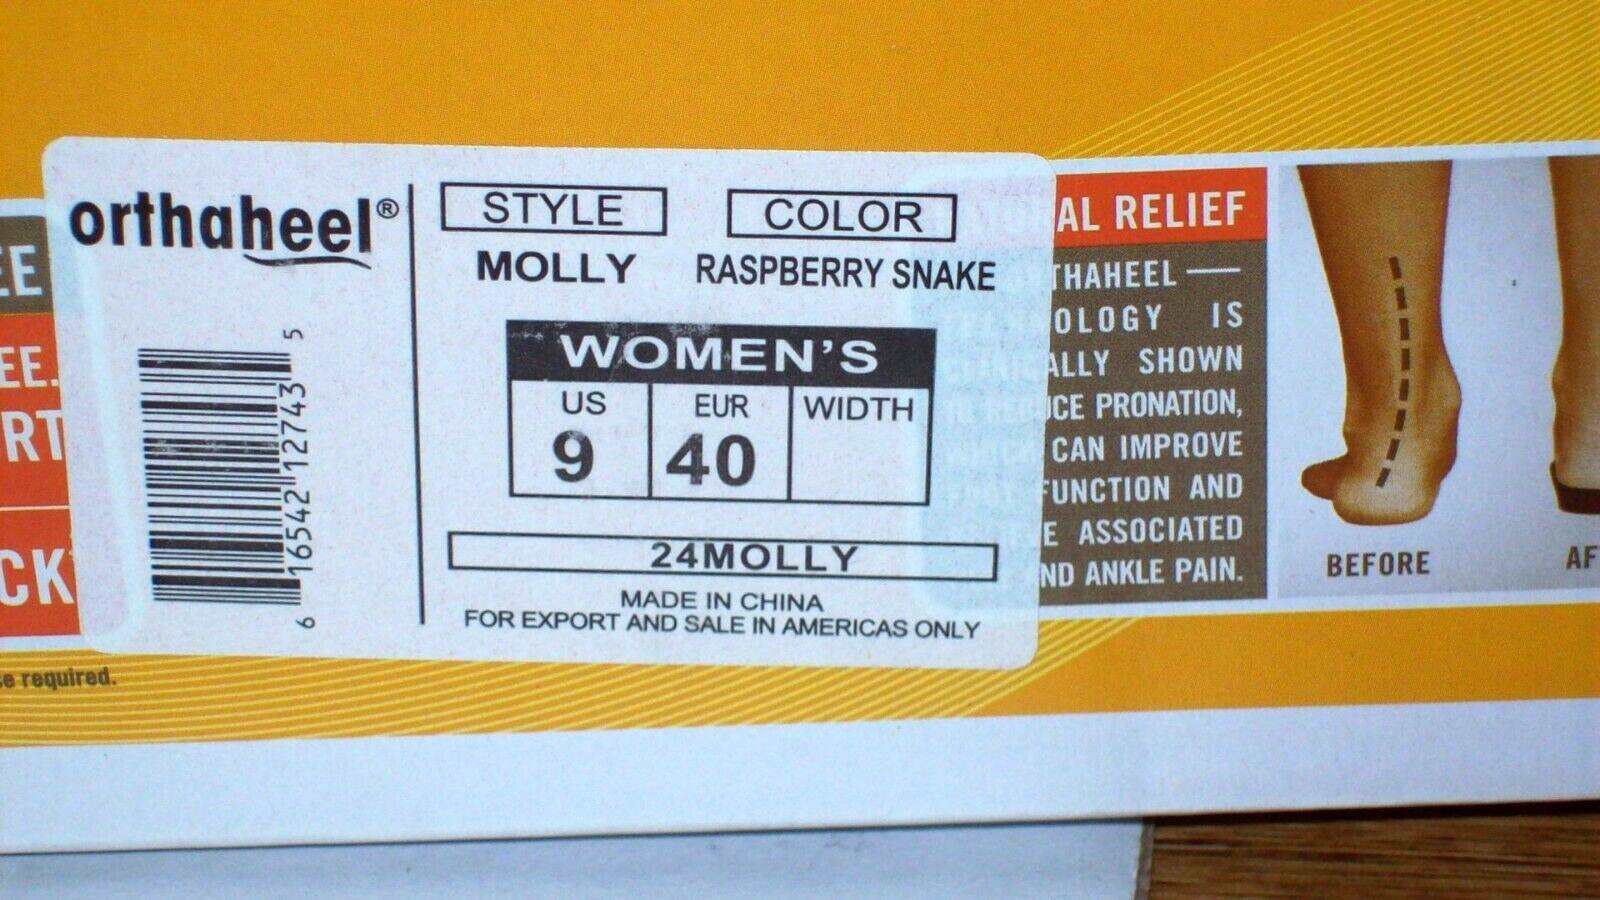 orthaheel®
STYLE
MOLLY
COLOR
RASPBERRY SNAKE
WOMEN'S
US
9
EUR
40
WIDTH
24MOLLY
MADE IN CHINA
FOR EXPORT AND SALE IN AMERICAS ONLY
6 16542 12743 5
EE
EE.
RT
CK
se required.
AL RELIEF
THAHEEL —
OLOGY IS
ALLY SHOWN
UCE PRONATION,
CAN IMPROVE
FUNCTION AND
E ASSOCIATED
ND ANKLE PAIN.
BEFORE
AF